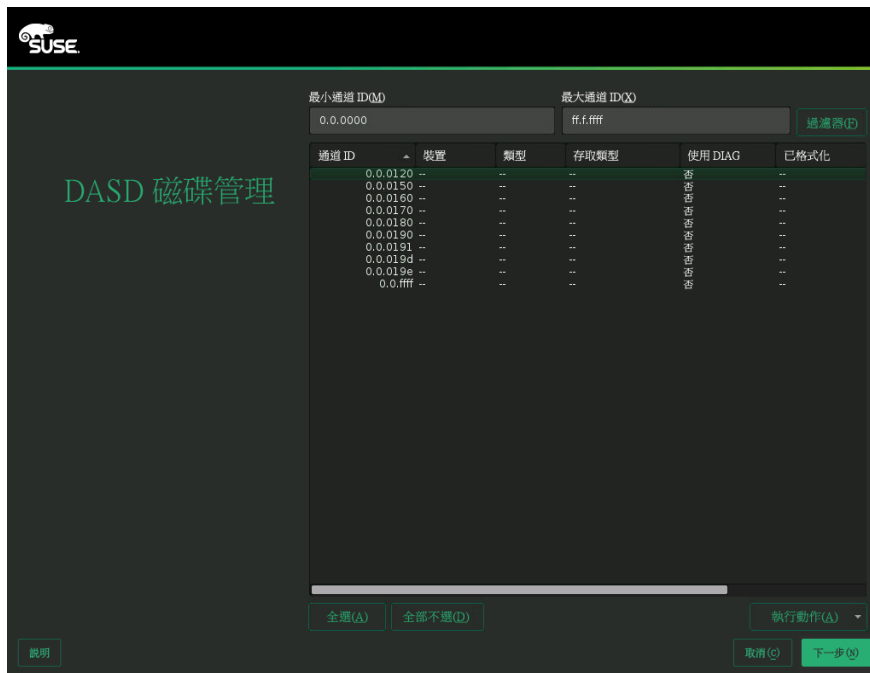 SUSE.
最小通道 ID(M) 最大通道 ID(X)
0.0.0000 ff.f.ffff 過濾器(F)
DASD 磁碟管理
通道 ID 裝置 類型 存取類型 使用 DIAG 已格式化
0.0.0120 -- -- -- 否 --
0.0.0150 -- -- -- 否 --
0.0.0160 -- -- -- 否 --
0.0.0170 -- -- -- 否 --
0.0.0180 -- -- -- 否 --
0.0.0190 -- -- -- 否 --
0.0.0191 -- -- -- 否 --
0.0.019d -- -- -- 否 --
0.0.019e -- -- -- 否 --
0.0.ffff -- -- -- 否 --
全選(A) 全部不選(D) 執行動作(A)
說明 取消(C) 下一步(N)